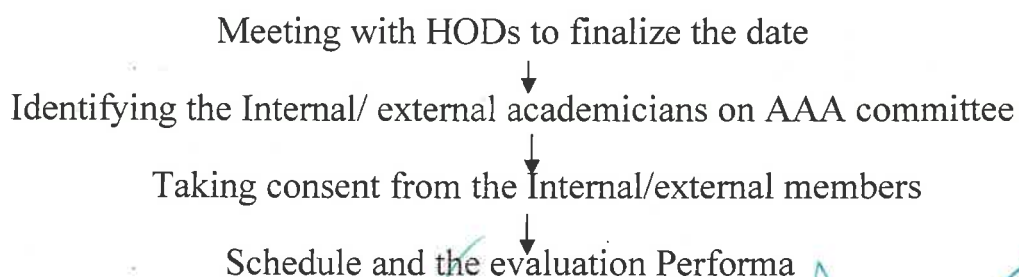 Meeting with HODs to finalize the date
Identifying the Internal/ external academicians on AAA committee
Taking consent from the Internal/external members
Schedule and the evaluation Performa